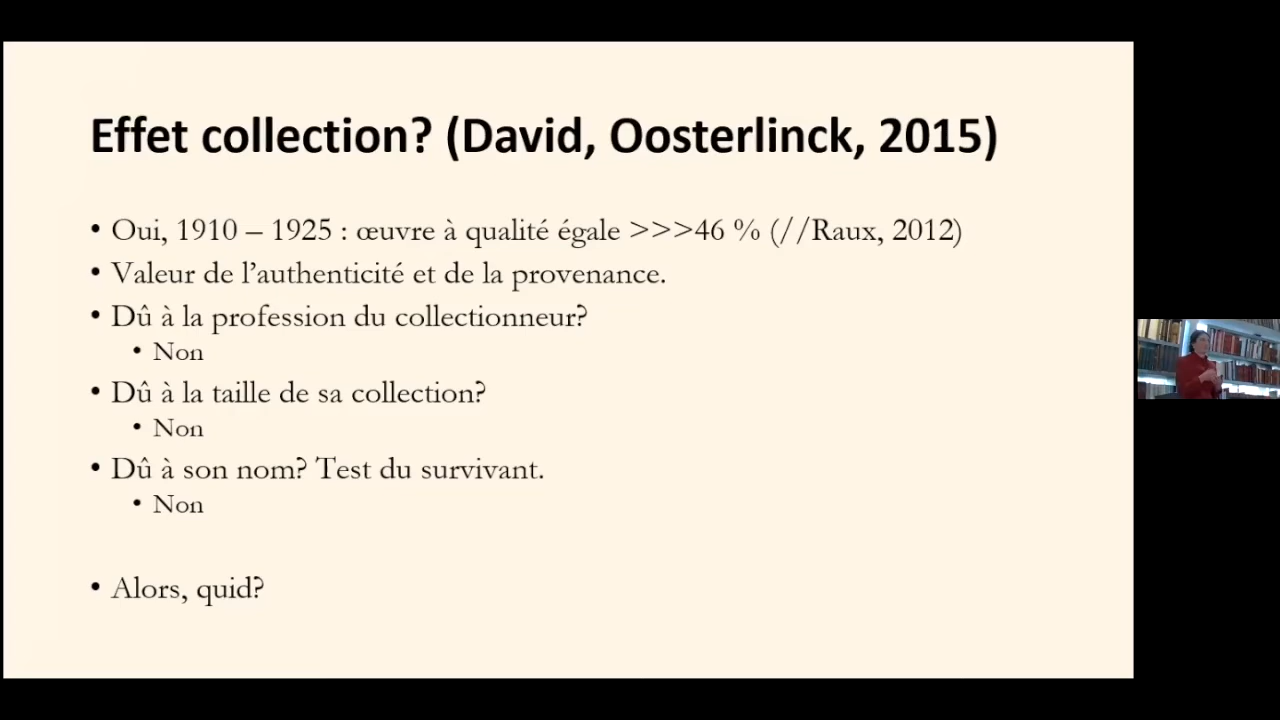 Effet collection? (David, Oosterlinck, 2015)
• Oui, 1910 – 1925 : œuvre à qualité égale >>>46 % (//Raux, 2012)
• Valeur de l’authenticité et de la provenance.
• Dû à la profession du collectionneur?
• Non
• Dû à la taille de sa collection?
• Non
• Dû à son nom? Test du survivant.
• Non
• Alors, quid?